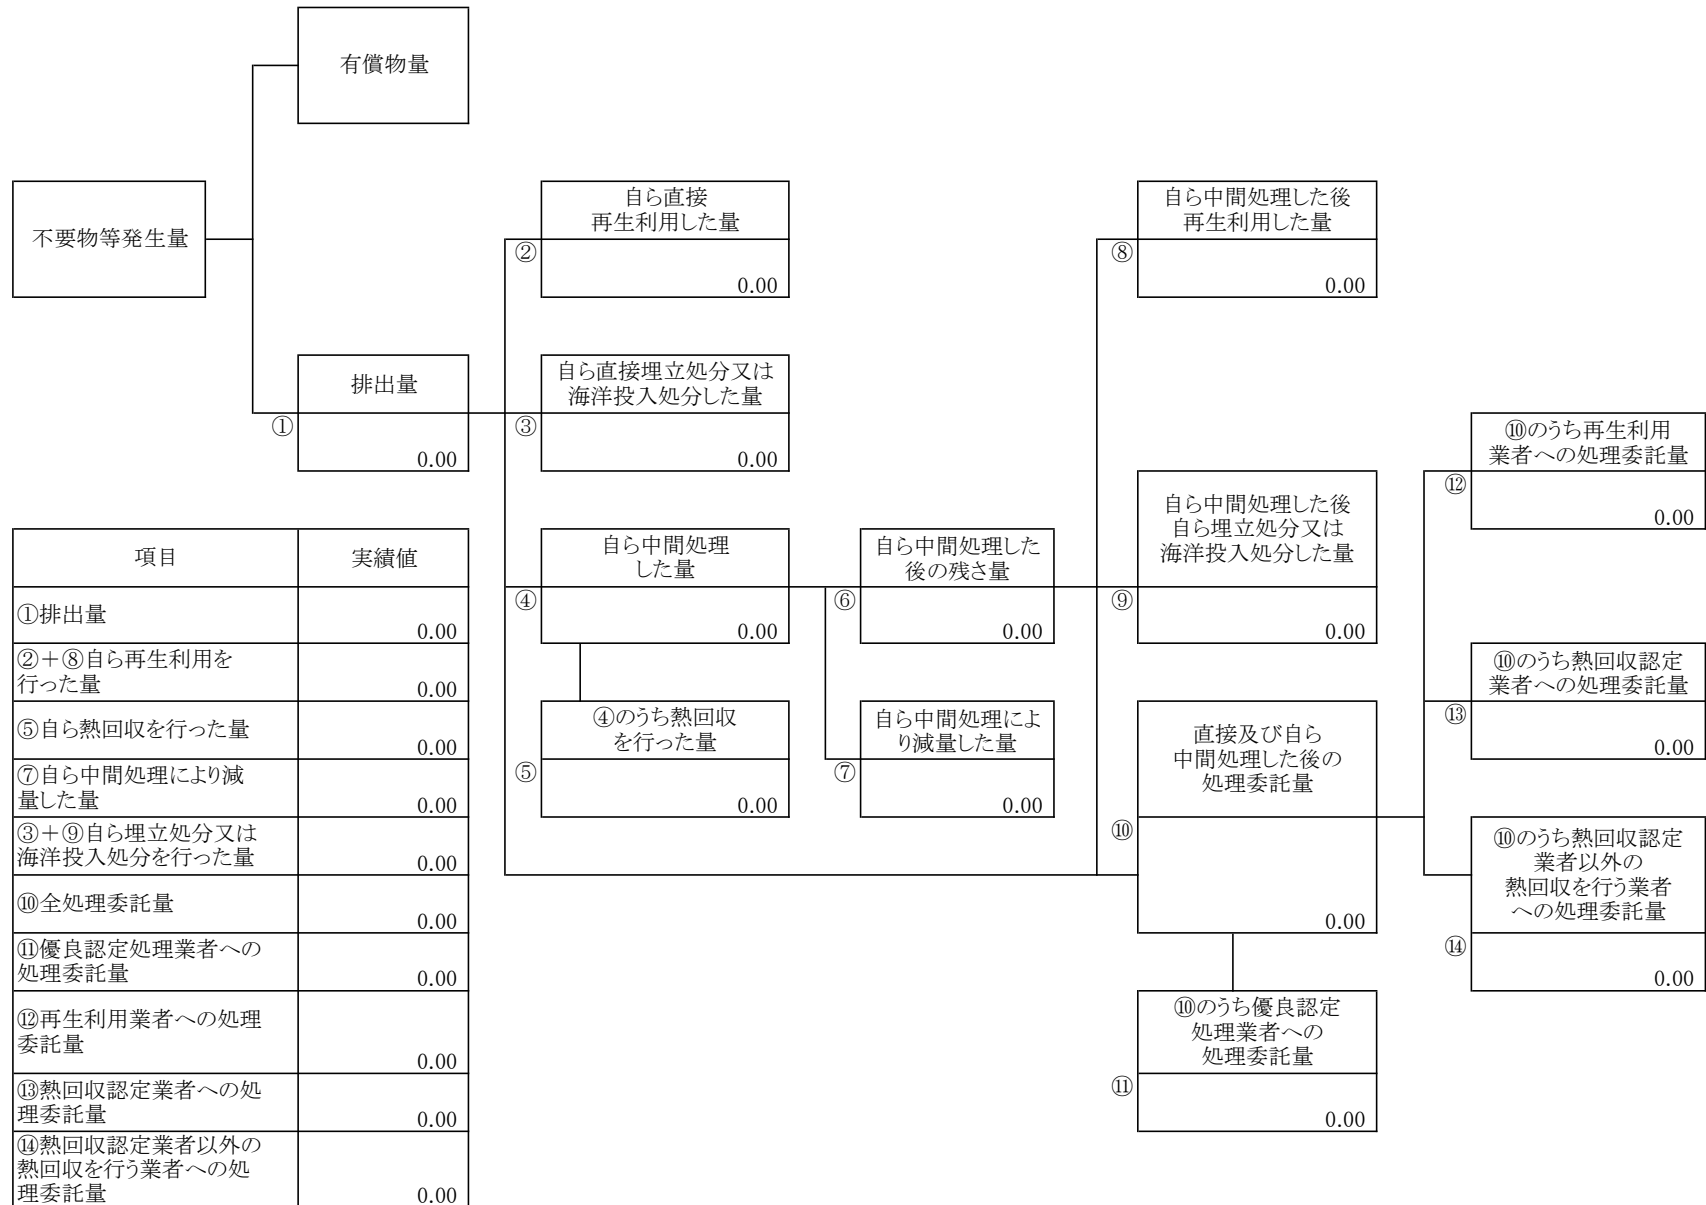 有償物量
不要物等発生量
自ら直接
再生利用した量
②
0.00
自ら中間処理した後
再生利用した量
⑧
0.00
排出量
①
0.00
自ら直接埋立処分又は
海洋投入処分した量
③
0.00
⑩のうち再生利用
業者への処理委託量
⑫
0.00
自ら中間処理した後
自ら埋立処分又は
海洋投入処分した量
⑨
0.00
自ら中間処理
した量
④
0.00
自ら中間処理した
後の残さ量
⑥
0.00
⑩のうち熱回収認定
業者への処理委託量
⑬
0.00
④のうち熱回収
を行った量
⑤
0.00
自ら中間処理によ
り減量した量
⑦
0.00
直接及び自ら
中間処理した後の
処理委託量
⑩
0.00
⑩のうち熱回収認定
業者以外の
熱回収を行う業者
への処理委託量
⑭
0.00
⑩のうち優良認定
処理業者への
処理委託量
⑪
0.00
項目 実績値
①排出量
0.00
②+⑧自ら再生利用を
行った量
0.00
⑤自ら熱回収を行った量
0.00
⑦自ら中間処理により減
量した量
0.00
③+⑨自ら埋立処分又は
海洋投入処分を行った量
0.00
⑩全処理委託量
0.00
⑪優良認定処理業者への
処理委託量
0.00
⑫再生利用業者への処理
委託量
0.00
⑬熱回収認定業者への処
理委託量
0.00
⑭熱回収認定業者以外の
熱回収を行う業者への処
理委託量
0.00